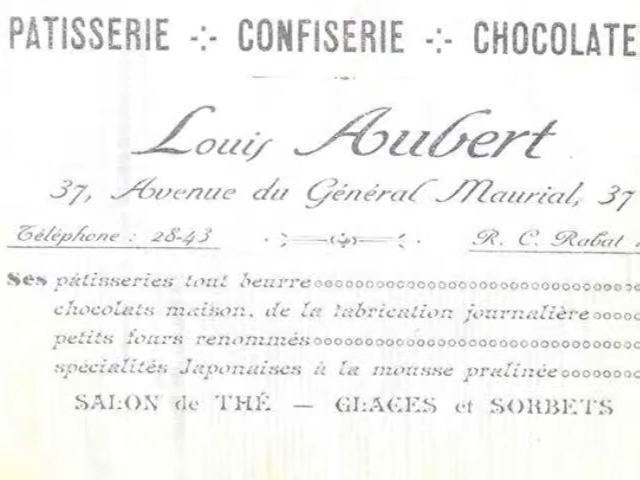 PATISSERIE -:- CONFISERIE -:- CHOCOLATE
Louis Aubert
37, Avenue du Général Maurial, 37
Téléphone : 28-43
R. C. Rabat
Ses pâtisseries tout beurre
chocolats maison, de la fabrication journalière
petits fours renommés
spécialités Japonaises à la mousse pralinée
SALON de THÉ — GLACES et SORBETS